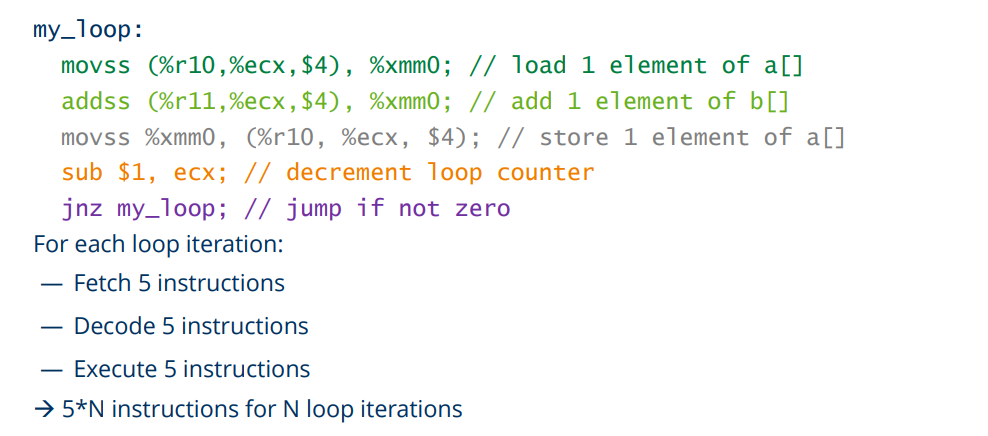 my_loop:
movss (%r10,%ecx,$4), %xmm0; // load 1 element of a[]
addss (%r11,%ecx,$4), %xmm0; // add 1 element of b[]
movss %xmm0, (%r10, %ecx, $4); // store 1 element of a[]
sub $1, ecx; // decrement loop counter
jnz my_loop; // jump if not zero
For each loop iteration:
— Fetch 5 instructions
— Decode 5 instructions
— Execute 5 instructions
→ 5*N instructions for N loop iterations